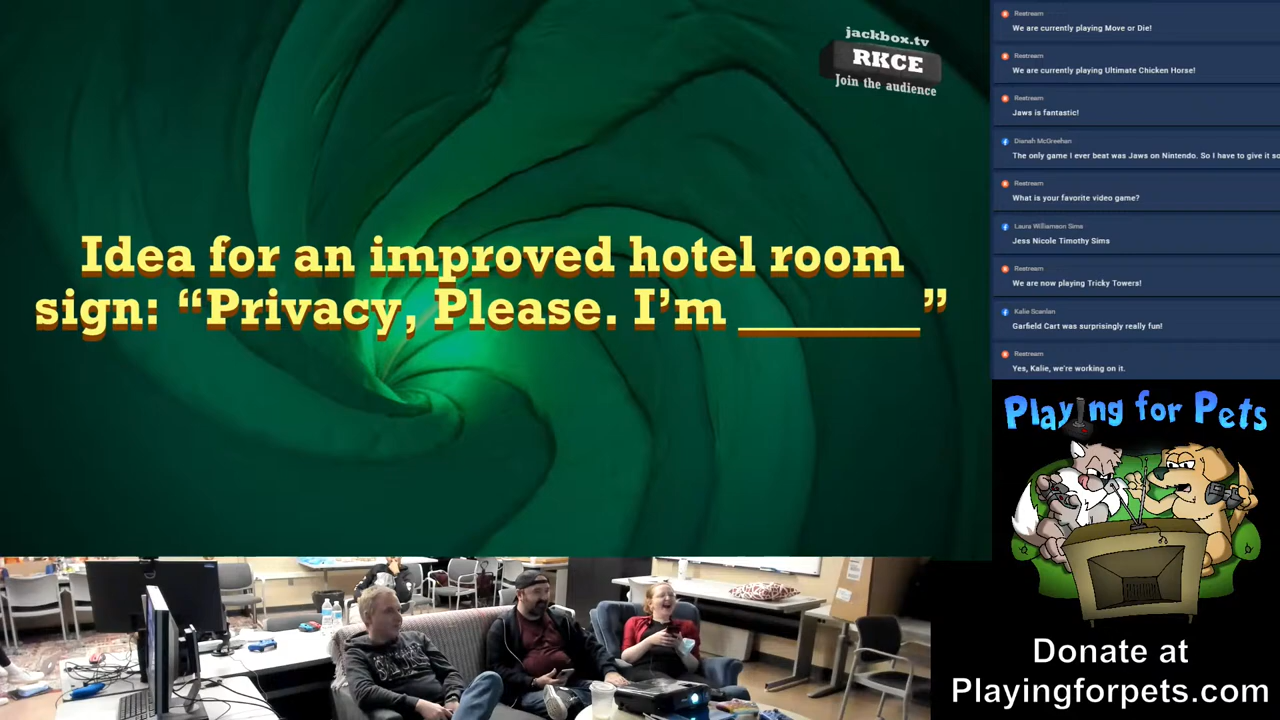 jackbox.tv
RKCE
Join the audience
Idea for an improved hotel room
sign: “Privacy, Please. I’m _______”
Restream
We are currently playing Move or Die!
Restream
We are currently playing Ultimate Chicken Horse!
Restream
Jaws is fantastic!
Dianah McGreehan
The only game I ever beat was Jaws on Nintendo. So I have to give it so
Restream
What is your favorite video game?
Laura Williamson Sims
Jess Nicole Timothy Sims
Restream
We are now playing Tricky Towers!
Kalie Scanlan
Garfield Cart was surprisingly really fun!
Restream
Yes, Kalie, we're working on it.
Playing for Pets
Donate at
Playingforpets.com